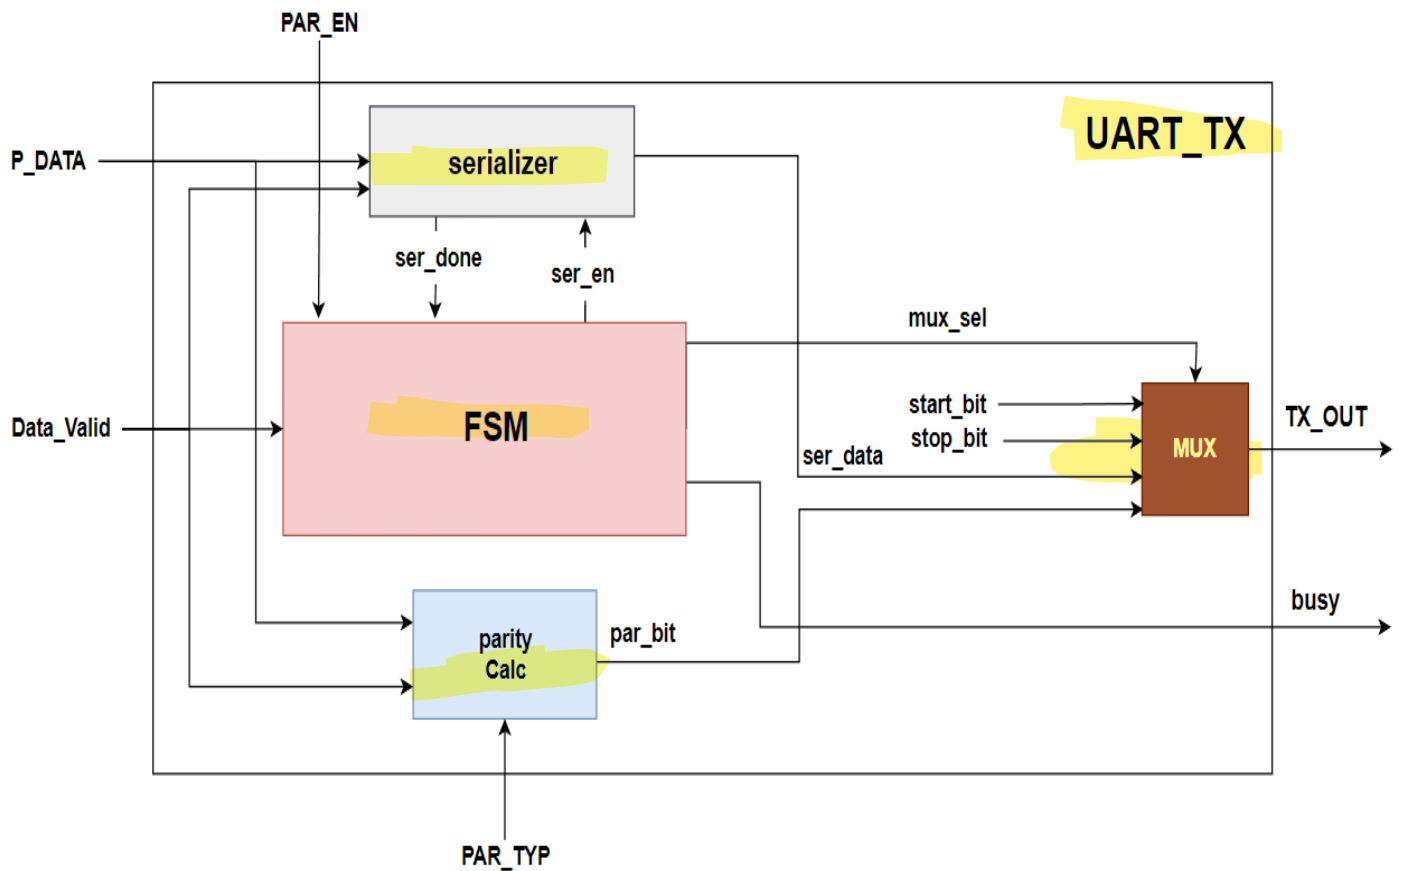 PAR_EN
UART_TX
P_DATA
serializer
ser_done
ser_en
mux_sel
FSM
Data_Valid
start_bit
stop_bit
TX_OUT
MUX
ser_data
busy
parity
Calc
par_bit
PAR_TYP